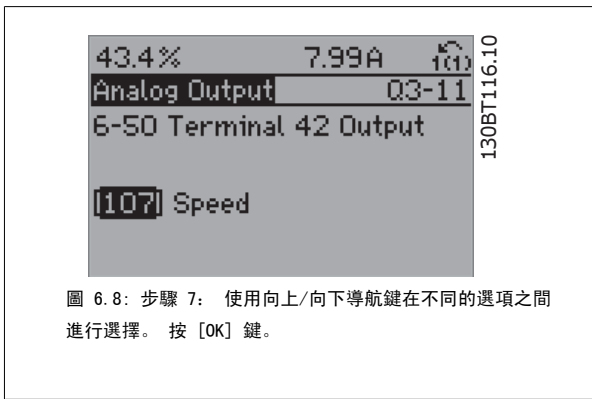 43.4% 7.99A 1(1)
Analog Output Q3-11
6-50 Terminal 42 Output
[107] Speed
130BT116.10
圖 6.8: 步驟 7： 使用向上/向下導航鍵在不同的選項之間
進行選擇。 按 [OK] 鍵。